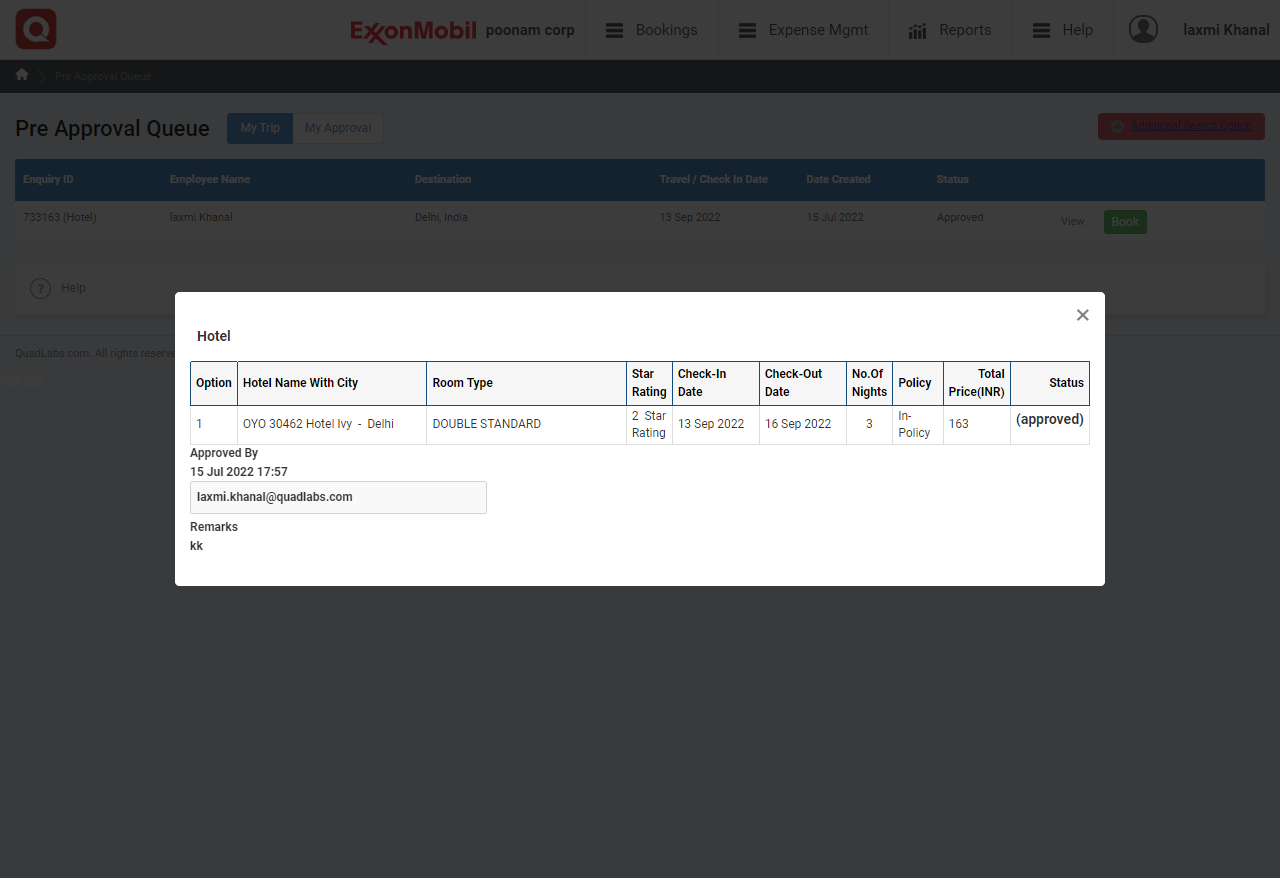 ExxonMobil poonam corp Bookings Expense Mgmt Reports Help laxmi Khanal
Pre Approval Queue
Pre Approval Queue My Trip My Approval Additional Search Option
Enquiry ID Employee Name Destination Travel / Check In Date Date Created Status
733163 (Hotel) laxmi Khanal Delhi, India 13 Sep 2022 15 Jul 2022 Approved View Book
? Help
QuadLabs.com. All rights reserve
×
Hotel
Option Hotel Name With City Room Type Star Rating Check-In Date Check-Out Date No.Of Nights Policy Total Price(INR) Status
1 OYO 30462 Hotel Ivy - Delhi DOUBLE STANDARD 2 Star Rating 13 Sep 2022 16 Sep 2022 3 In-Policy 163 (approved)
Approved By
15 Jul 2022 17:57
laxmi.khanal@quadlabs.com
Remarks
kk